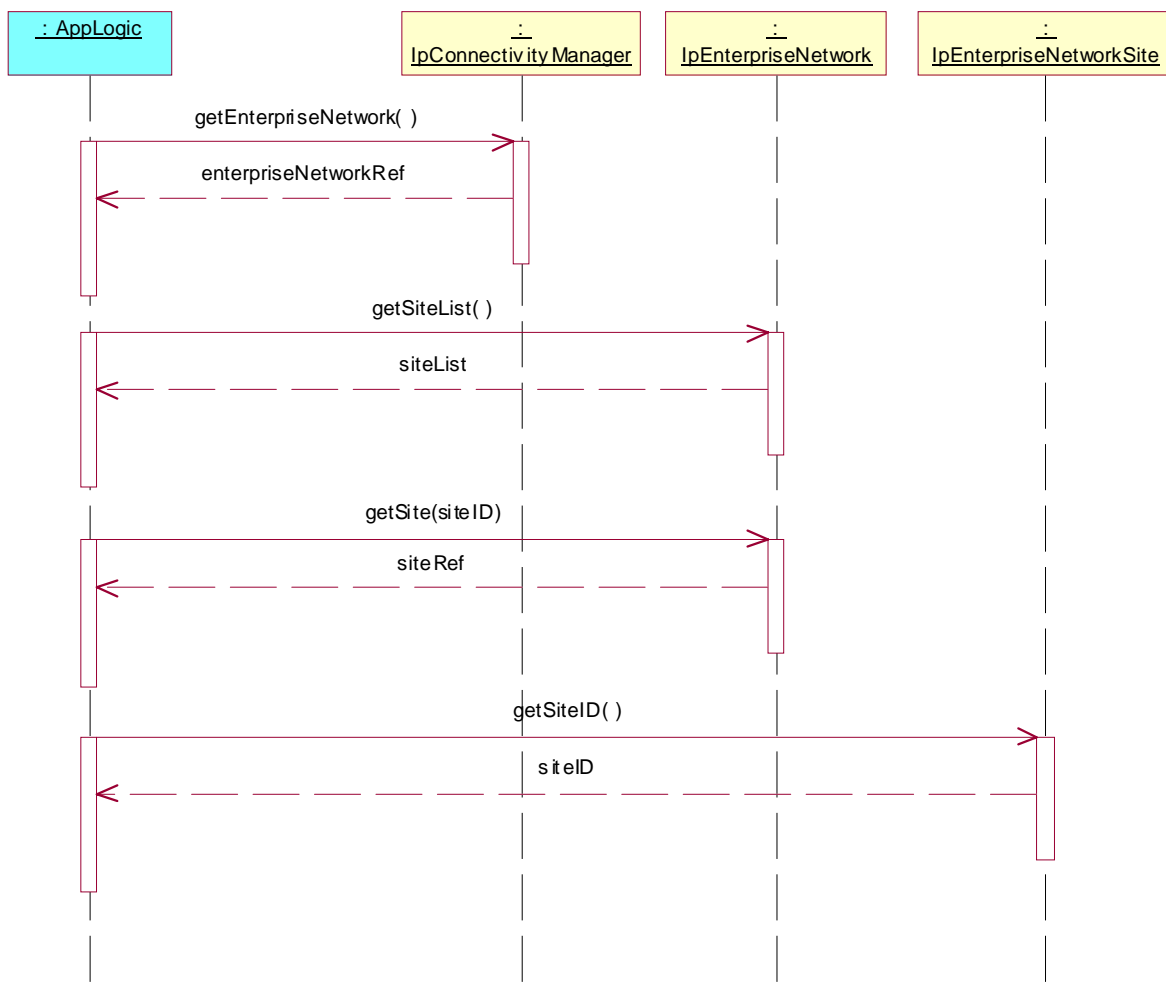 : AppLogic
:
IpConnectivityManager
:
IpEnterpriseNetwork
:
IpEnterpriseNetworkSite
getEnterpriseNetwork( )
enterpriseNetworkRef
getSiteList( )
siteList
getSite(siteID)
siteRef
getSiteID( )
siteID